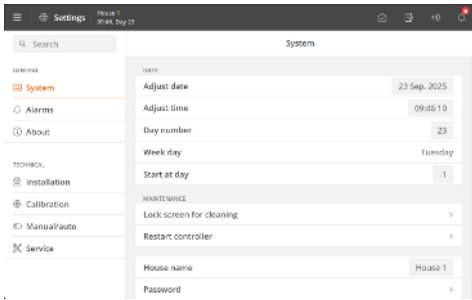 Settings
House 1
09:46, Day 23
Search
System
GENERAL
System
Alarms
About
TECHNICAL
Installation
Calibration
Manual/auto
Service
DATE
Adjust date 23 Sep. 2025
Adjust time 09:46:10
Day number 23
Week day Tuesday
Start at day -1
MAINTENANCE
Lock screen for cleaning
Restart controller
House name House 1
Password